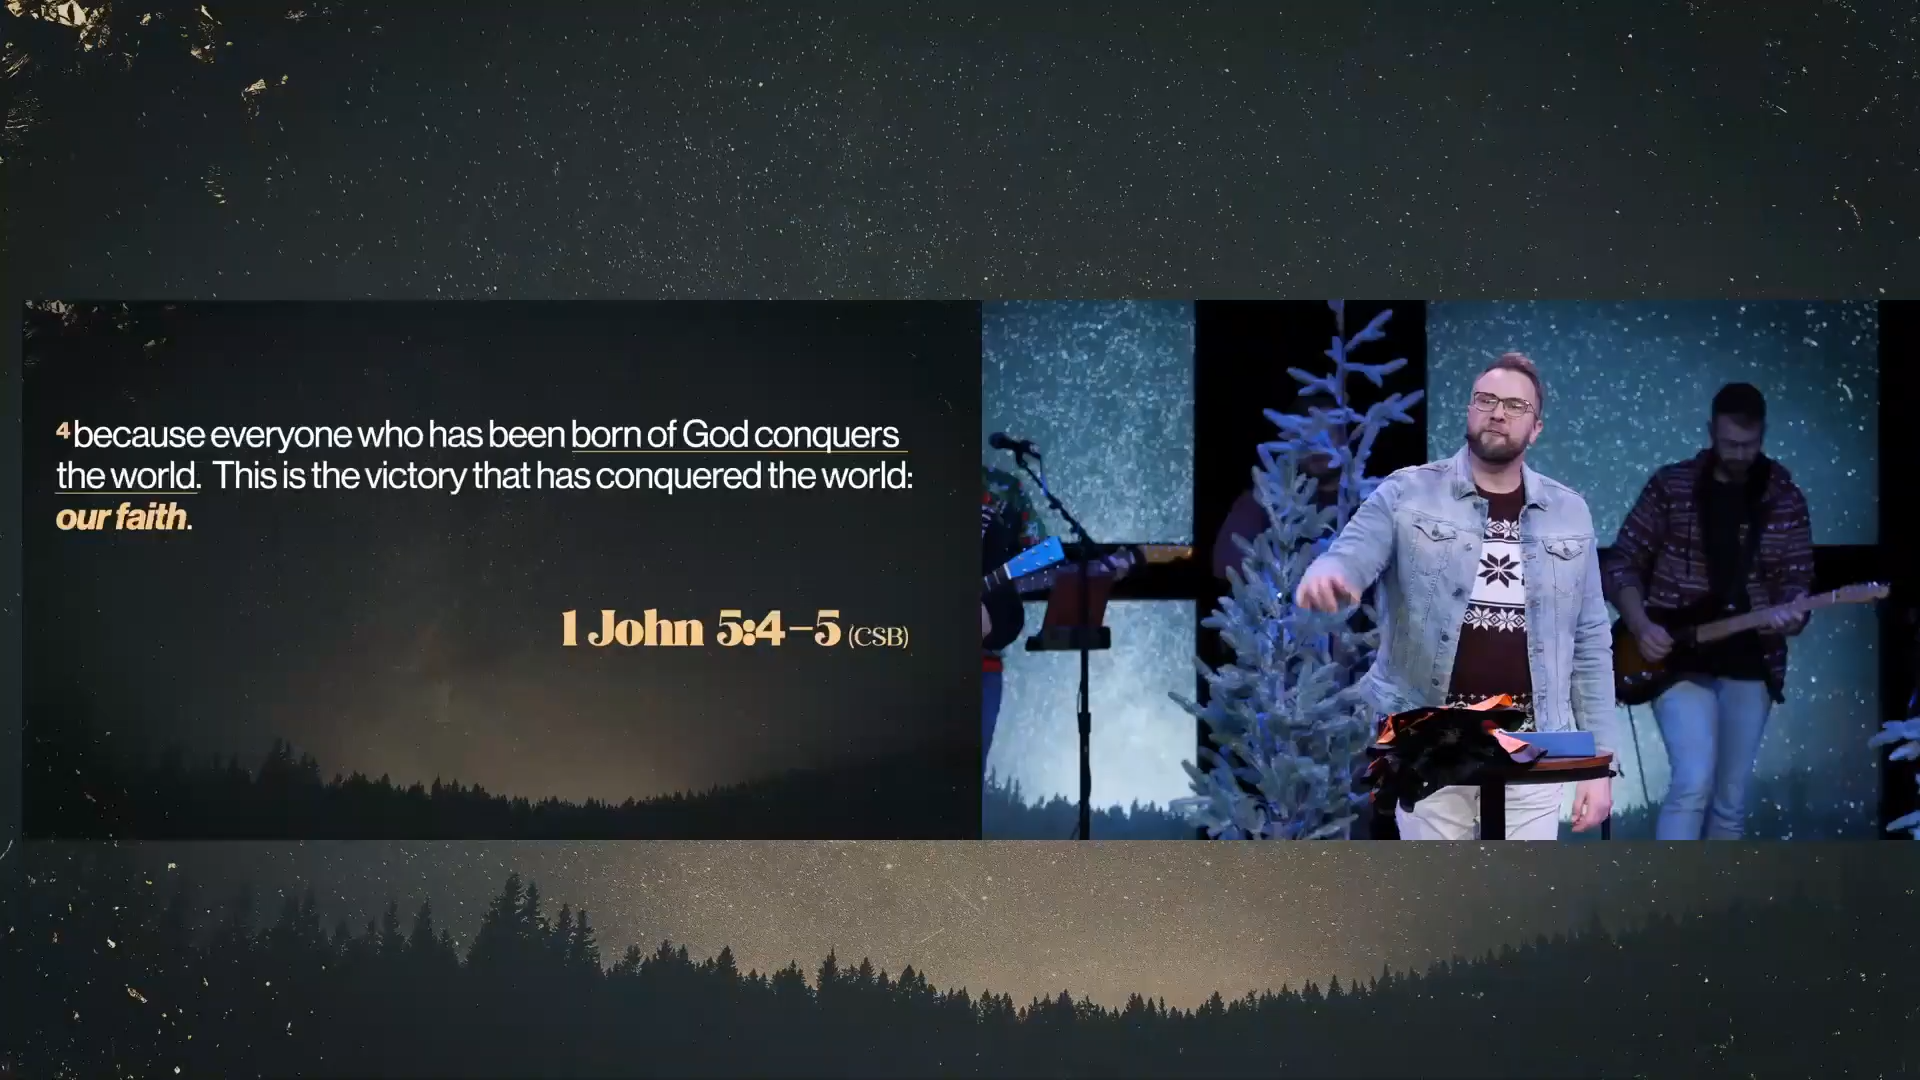 4 because everyone who has been born of God conquers
the world. This is the victory that has conquered the world:
our faith.
1 John 5:4–5 (CSB)